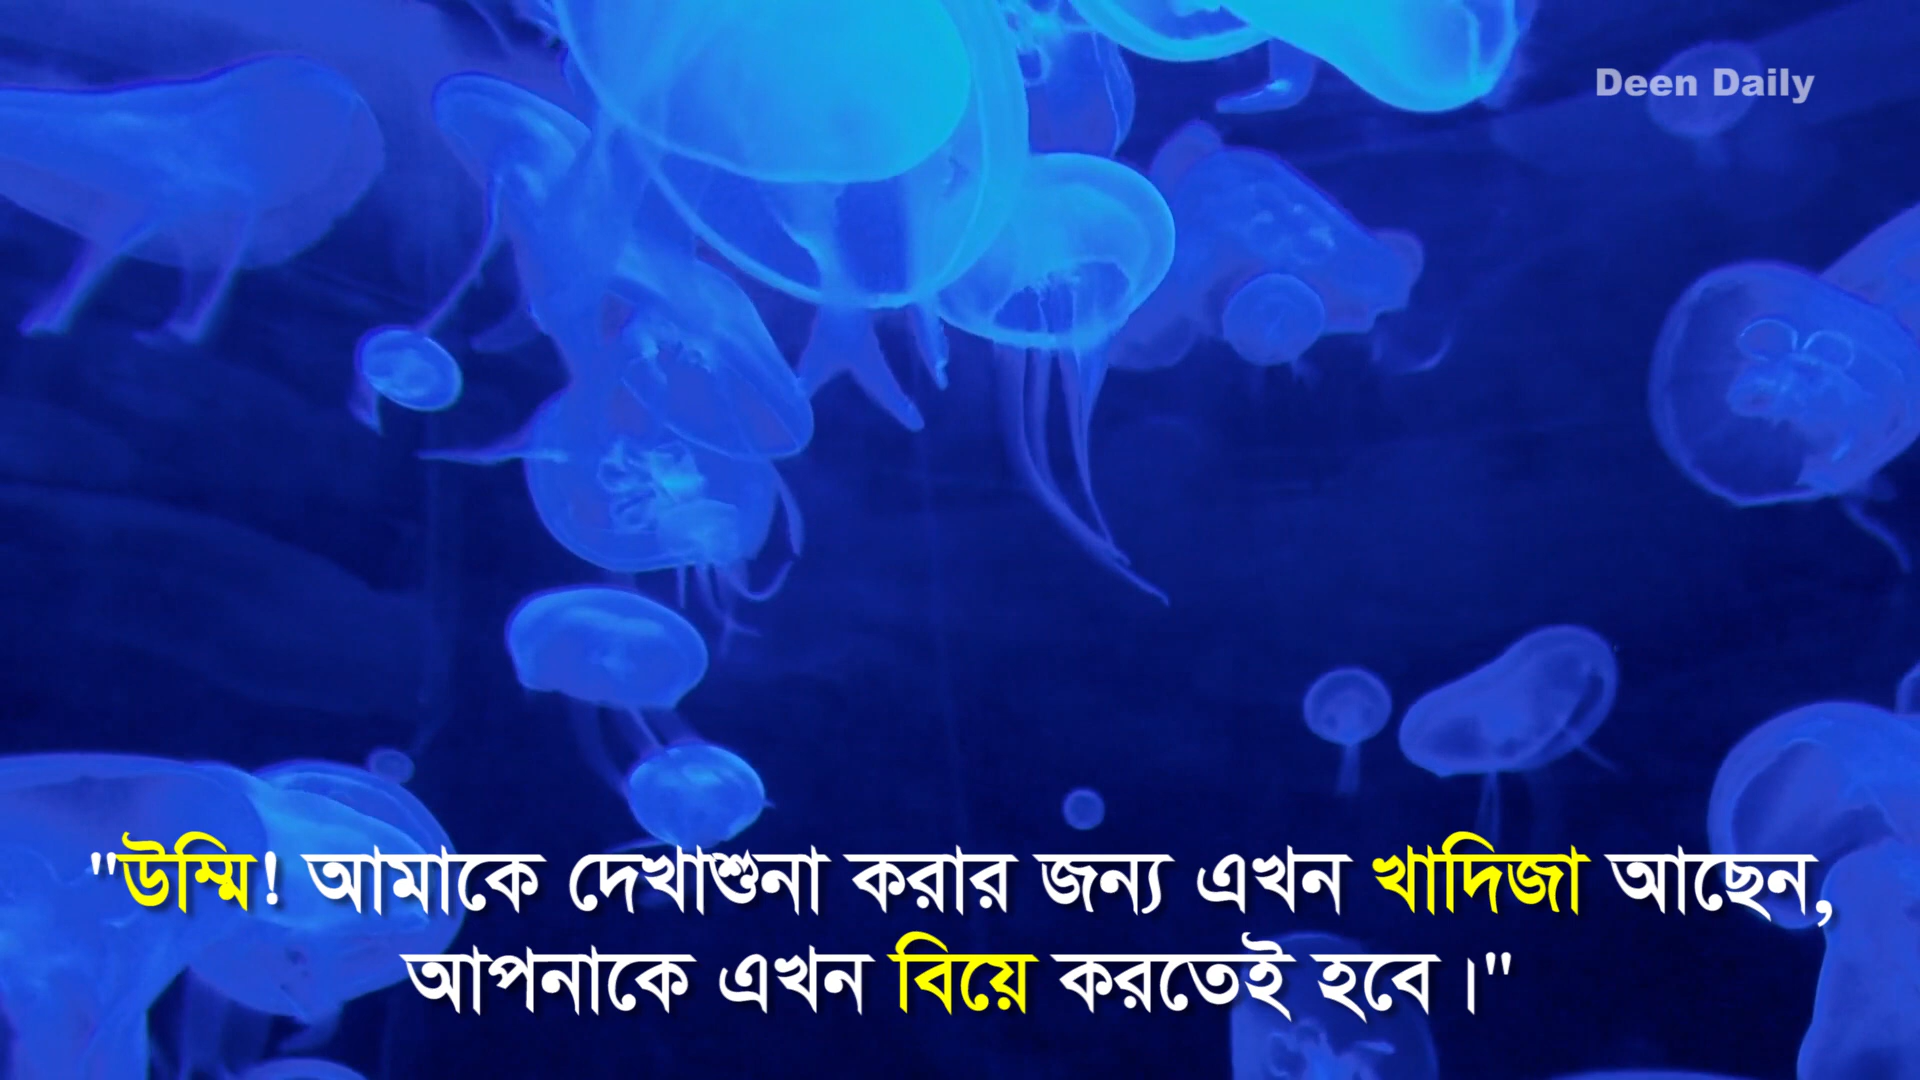 Deen Daily
"উম্মি! আমাকে দেখাশুনা করার জন্য এখন খাদিজা আছেন,
আপনাকে এখন বিয়ে করতেই হবে।"